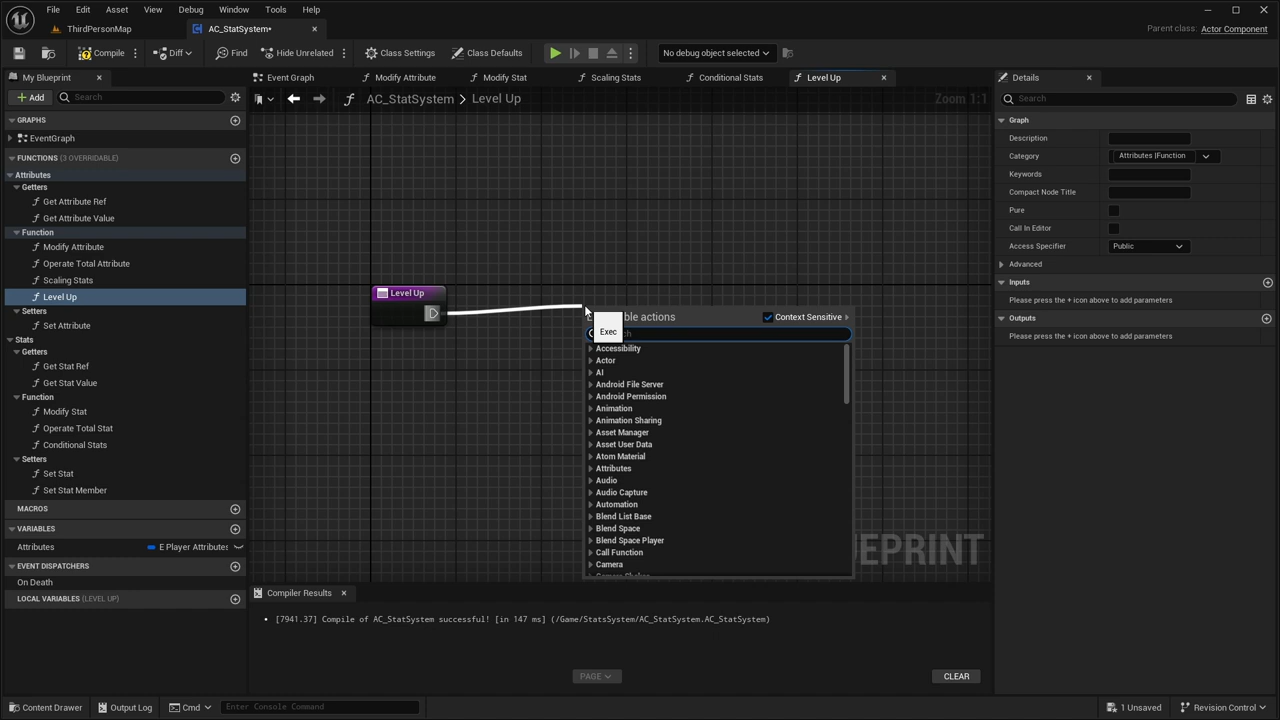 File Edit Asset View Debug Window Tools Help
ThirdPersonMap
AC_StatSystem*
Parent class: Actor Component
Compile
Diff
Find
Hide Unrelated
Class Settings
Class Defaults
No debug object selected
My Blueprint
Event Graph
Modify Attribute
Modify Stat
Scaling Stats
Conditional Stats
Level Up
Details
Add
Search
AC_StatSystem > Level Up
Zoom 1:1
Search
GRAPHS
EventGraph
FUNCTIONS (3 OVERRIDABLE)
Attributes
Getters
Get Attribute Ref
Get Attribute Value
Function
Modify Attribute
Operate Total Attribute
Scaling Stats
Level Up
Setters
Set Attribute
Stats
Getters
Get Stat Ref
Get Stat Value
Function
Modify Stat
Operate Total Stat
Conditional Stats
Setters
Set Stat
Set Stat Member
MACROS
VARIABLES
Attributes
E Player Attributes
EVENT DISPATCHERS
On Death
LOCAL VARIABLES (LEVEL UP)
Level Up
Exec
actions
Context Sensitive
Accessibility
Actor
AI
Android File Server
Android Permission
Animation
Animation Sharing
Asset Manager
Asset User Data
Atom Material
Attributes
Audio
Audio Capture
Automation
Blend List Base
Blend Space
Blend Space Player
Call Function
Camera
Graph
Description
Category
Attributes |Function
Keywords
Compact Node Title
Pure
Call In Editor
Access Specifier
Public
Advanced
Inputs
Please press the + icon above to add parameters
Outputs
Please press the + icon above to add parameters
Compiler Results
[7941.37] Compile of AC_StatSystem successful! [in 147 ms] (/Game/StatsSystem/AC_StatSystem.AC_StatSystem)
PAGE
CLEAR
Content Drawer
Output Log
Cmd
Enter Console Command
1 Unsaved
Revision Control